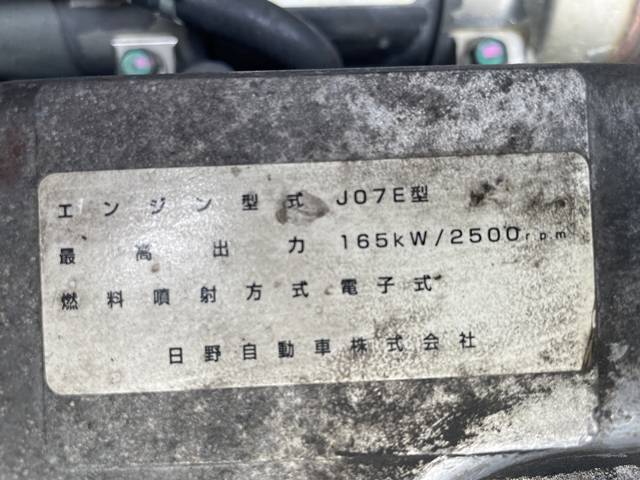 エンジン型式 J07E型
最高出力 165kW/2500rpm
燃料噴射方式 電子式
日野自動車株式会社